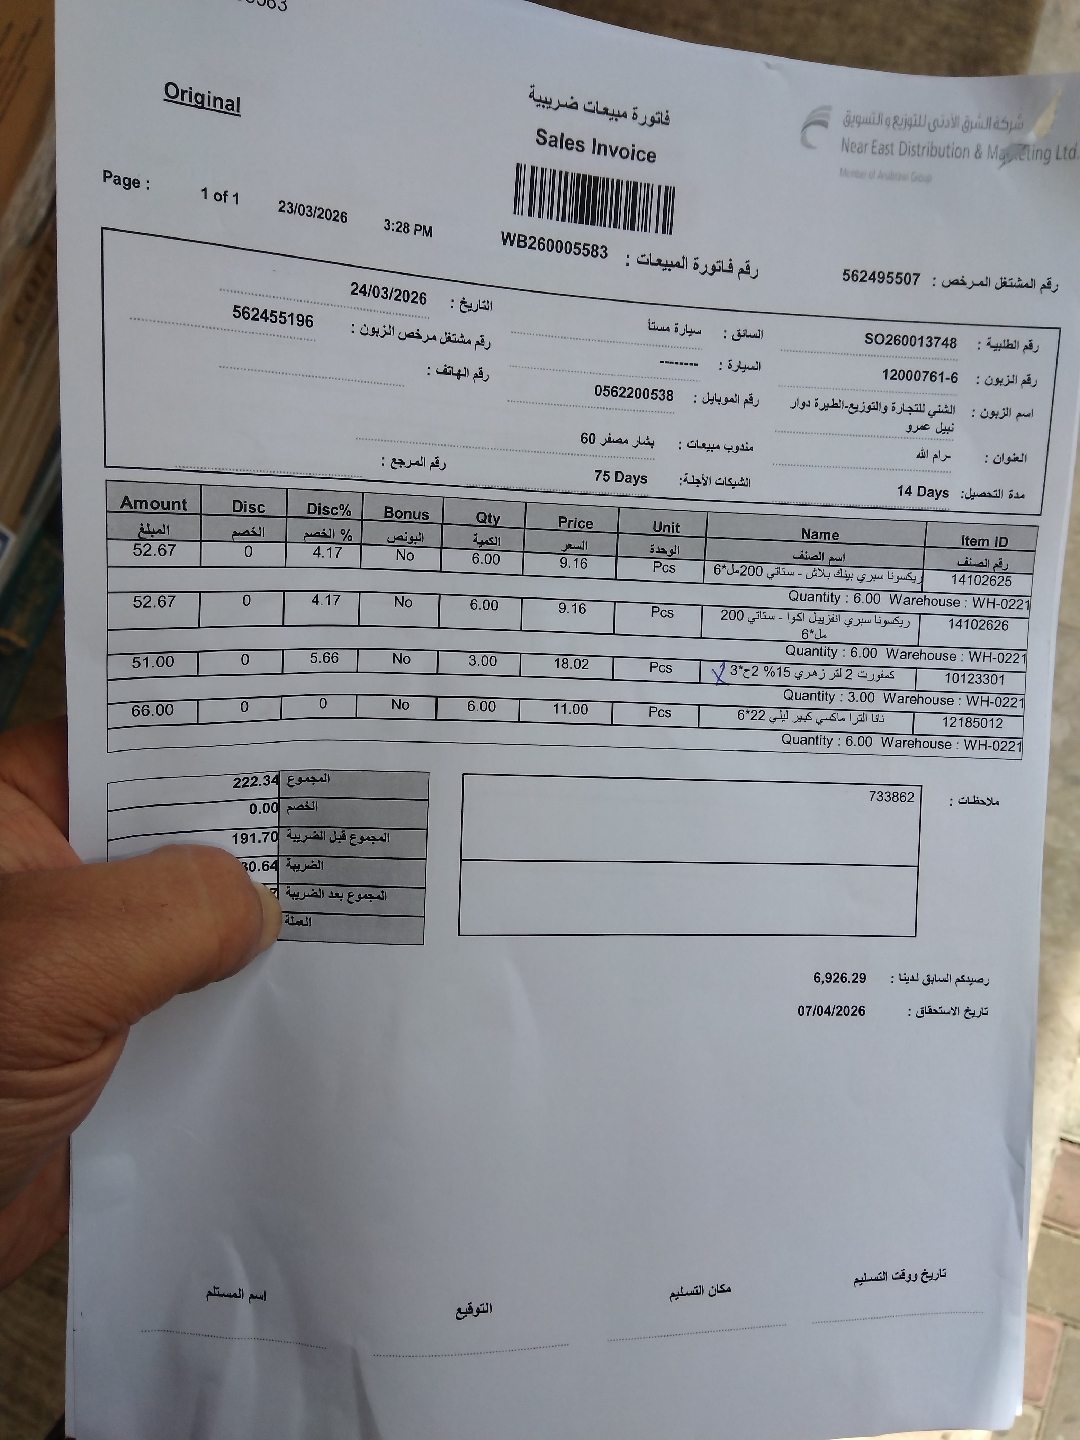 Original
فاتورة مبيعات ضريبية
Sales Invoice
شركة الشرق الأدنى للتوزيع والتسويق
Near East Distribution & Marketing Ltd.
Page : 1 of 1 23/03/2026 3:28 PM
رقم فاتورة المبيعات : WB260005583
رقم المشتغل المرخص : 562495507
رقم الطلبية : SO260013748
السائق : سيارة مستأ
التاريخ : 24/03/2026
رقم الزبون : 12000761-6
السيارة : --------
رقم مشتغل مرخص الزبون : 562455196
اسم الزبون : الشني للتجارة والتوزيع-الطيرة دوار نبيل عمرو
رقم الموبايل : 0562200538
رقم الهاتف :
العنوان : -رام الله
مندوب مبيعات : بشار مصفر 60
مدة التحصيل: 14 Days
الشيكات الأجلة: 75 Days
رقم المرجع :
Amount Disc Disc% Bonus Qty Price Unit Name Item ID
المبلغ الخصم % الخصم البونص الكمية السعر الوحدة اسم الصنف رقم الصنف
52.67 0 4.17 No 6.00 9.16 Pcs ريكسونا سبري بينك بلاش - ستاتي 200مل*6 14102625
Quantity : 6.00 Warehouse : WH-0221
52.67 0 4.17 No 6.00 9.16 Pcs ريكسونا سبري انفزيبل اكوا - ستاتي 200 مل*6 14102626
Quantity : 6.00 Warehouse : WH-0221
51.00 0 5.66 No 3.00 18.02 Pcs كمفورت 2 لتر زهري 15% 2ح*3 10123301
Quantity : 3.00 Warehouse : WH-0221
66.00 0 0 No 6.00 11.00 Pcs نانا الترا ماكسي كبير ليلي 22*6 12185012
Quantity : 6.00 Warehouse : WH-0221
المجموع 222.34
الخصم 0.00
المجموع قبل الضريبة 191.70
الضريبة 30.64
المجموع بعد الضريبة
العملة
ملاحظات : 733862
رصيدكم السابق لدينا : 6,926.29
تاريخ الاستحقاق : 07/04/2026
تاريخ ووقت التسليم
مكان التسليم
التوقيع
اسم المستلم